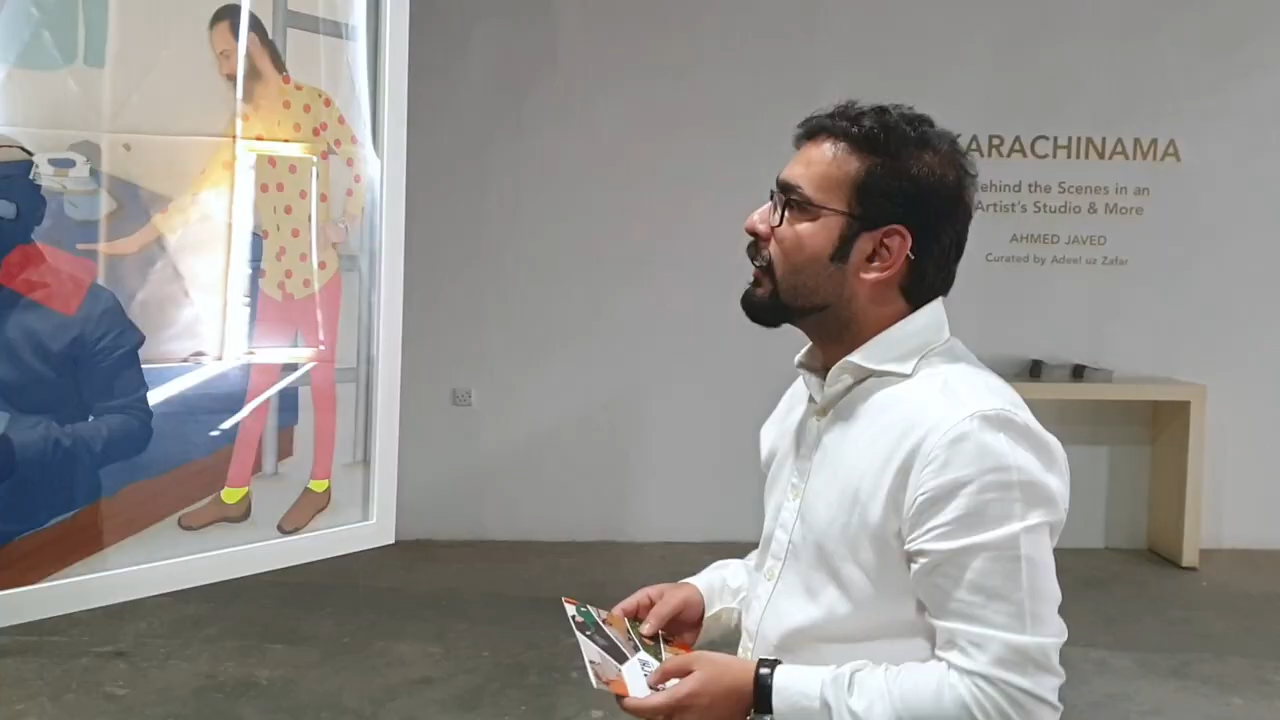 KARACHINAMA
ehind the Scenes in an
Artist's Studio & More
AHMED JAVED
Curated by Adeel uz Zafar